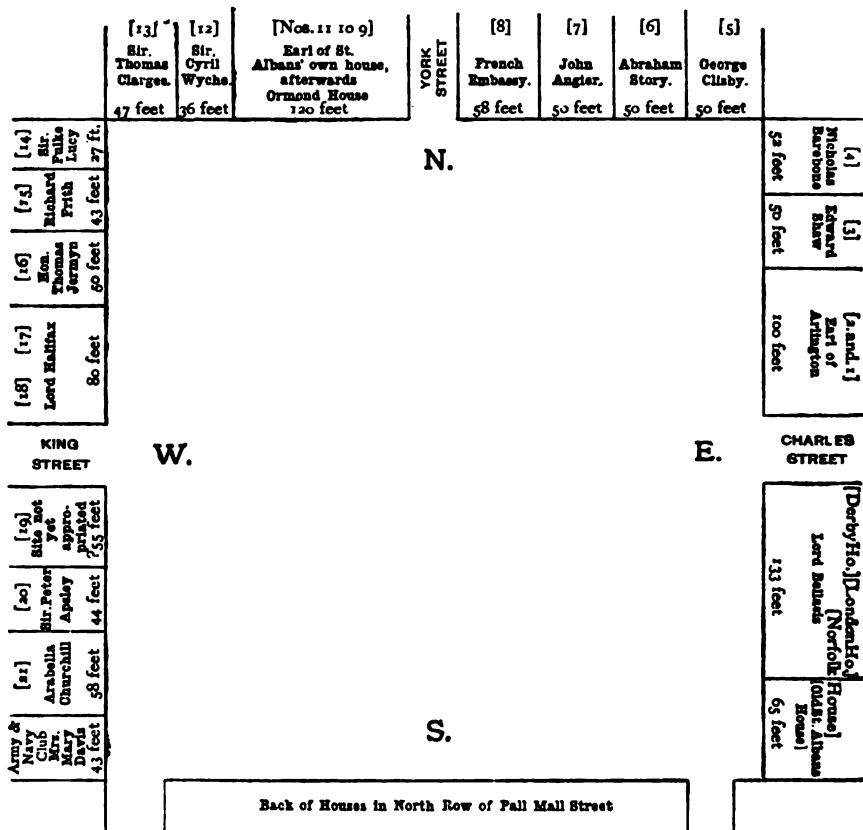 [13]
Sir.
Thomas
Clarges.
47 feet
[12]
Sir.
Cyril
Wyche.
36 feet
[Nos. 11 10 9]
Earl of St.
Albans' own house,
afterwards
Ormond House
120 feet
YORK
STREET
[8]
French
Embassy.
58 feet
[7]
John
Angier.
50 feet
[6]
Abraham
Story.
50 feet
[5]
George
Clisby.
50 feet
[14]
Sir.
Fulke
Lucy
27 ft.
[15]
Richard
Frith
43 feet
[16]
Hon.
Thomas
Jermyn
50 feet
[18] [17]
Lord Halifax
80 feet
KING
STREET
[19]
Site not
yet
appro-
priated
?55 feet
[20]
Sir. Peter
Apsley
44 feet
[21]
Arabella
Churchill
58 feet
Army &
Navy
Club
Mrs.
Mary
Davis
43 feet
N.
W.
E.
S.
[4]
Nicholas
Barebone
52 feet
[3]
Edward
Shaw
50 feet
[2.and.1]
Earl of
Arlington
100 feet
CHARLES
STREET
[Derby Ho.] [London Ho.]
[Norfolk House]
Lord Bellasis
133 feet
[Old St. Albans
House]
65 feet
Back of Houses in North Row of Pall Mall Street